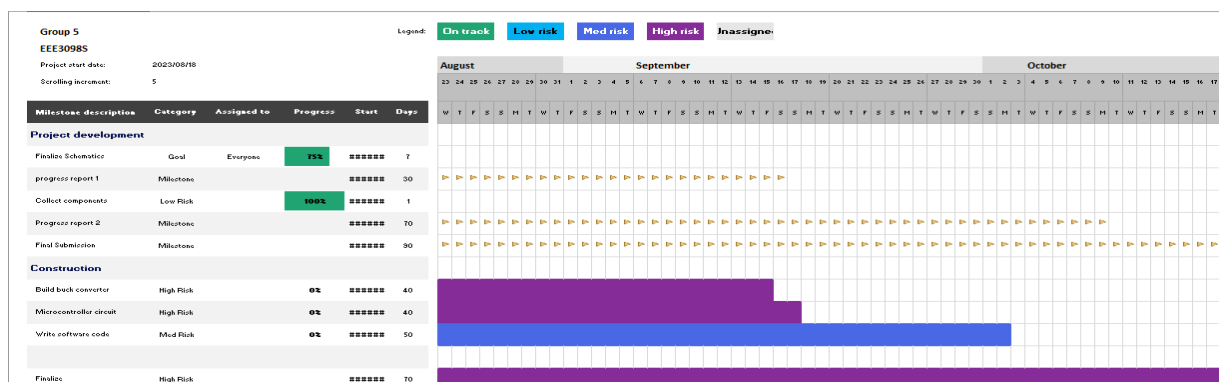 Group 5
Legend: On track Low risk Med risk High risk Unassigne
EEE3098S
Project start date: 2023/08/18
August September October
Scrolling increment: 5
23 24 25 26 27 28 29 30 31 1 2 3 4 5 6 7 8 9 10 11 12 13 14 15 16 17 18 19 20 21 22 23 24 25 26 27 28 29 30 1 2 3 4 5 6 7 8 9 10 11 12 13 14 15 16 17
Milestone description Category Assigned to Progress Start Days W T F S S M T W T F S S M T W T F S S M T W T F S S M T W T F S S M T W T F S S M T W T F S S M T W T F S S M T
Project development
Finalize Schematics Goal Everyone 75% ###### 7
progress report 1 Milestone ###### 30
Collect components Low Risk 100% ###### 1
Progress report 2 Milestone ###### 70
Final Submission Milestone ###### 90
Construction
Build buck converter High Risk 0% ###### 40
Microcontroller circuit High Risk 0% ###### 40
Write software code Med Risk 0% ###### 50
Finalize High Risk ###### 70